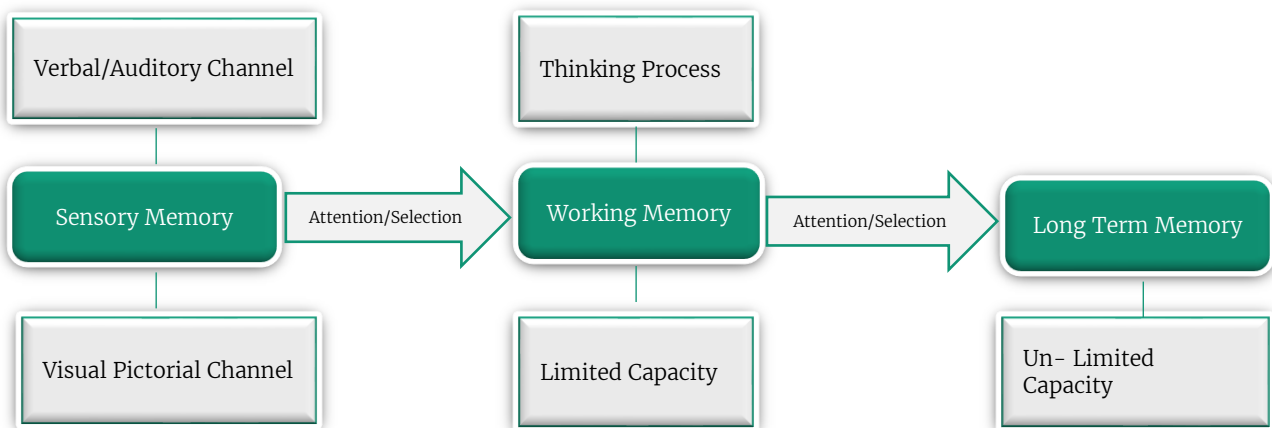 Verbal/Auditory Channel
Thinking Process
Sensory Memory
Attention/Selection
Working Memory
Attention/Selection
Long Term Memory
Visual Pictorial Channel
Limited Capacity
Un- Limited
Capacity